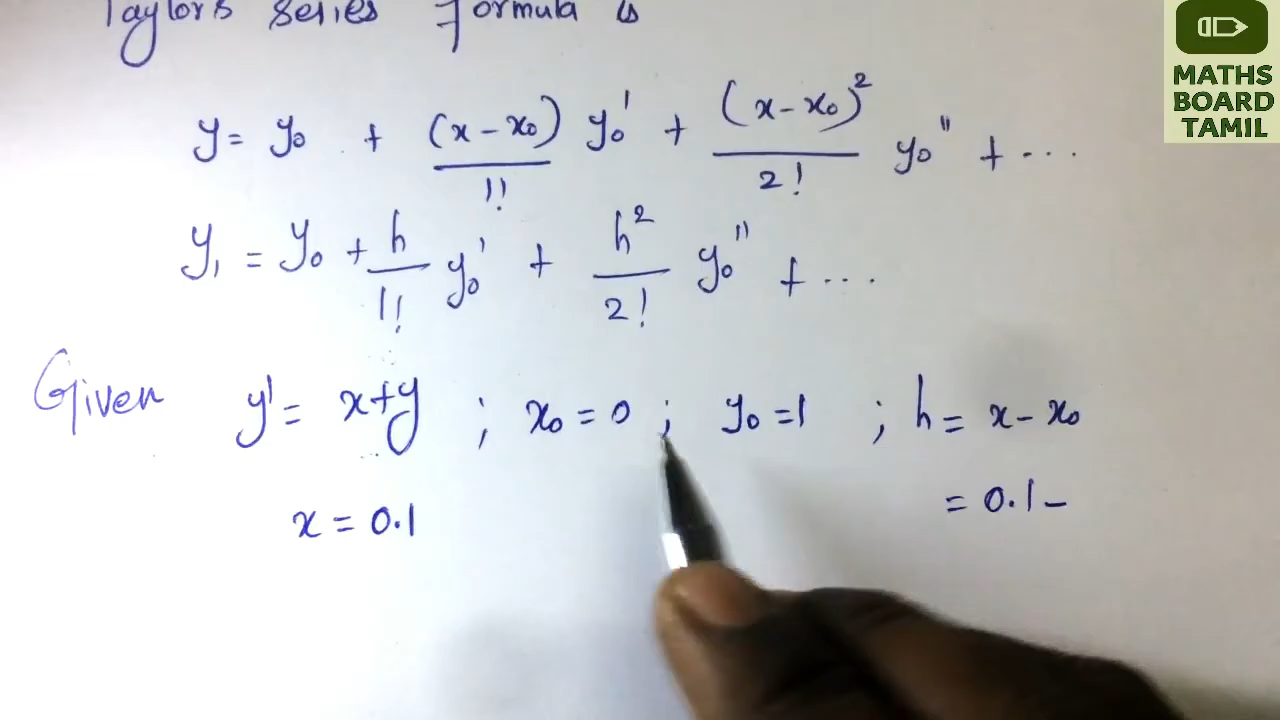 Taylor's series Formula is
y = y₀ + (x - x₀)/1! y₀' + (x - x₀)²/2! y₀'' + ...
y₁ = y₀ + h/1! y₀' + h²/2! y₀'' + ...
Given y' = x+y ; x₀ = 0 ; y₀ = 1 ; h = x - x₀
x = 0.1 = 0.1 -
MATHS
BOARD
TAMIL